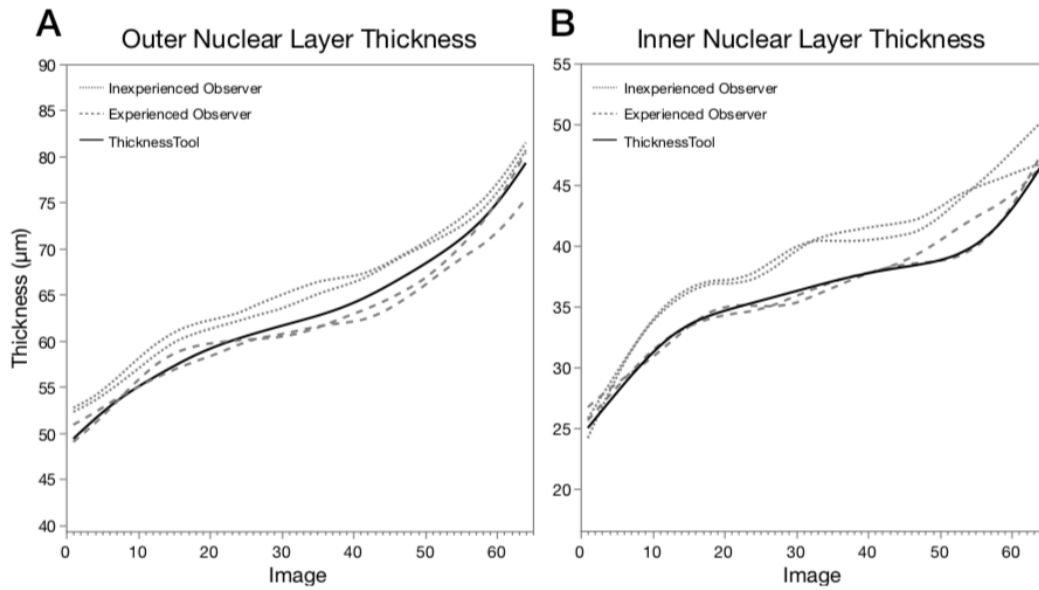 A
Outer Nuclear Layer Thickness
90
85
80
75
70
65
60
55
50
45
40
Thickness (µm)
Inexperienced Observer
Experienced Observer
ThicknessTool
0 10 20 30 40 50 60
Image
B
Inner Nuclear Layer Thickness
55
50
45
40
35
30
25
20
Inexperienced Observer
Experienced Observer
ThicknessTool
0 10 20 30 40 50 60
Image